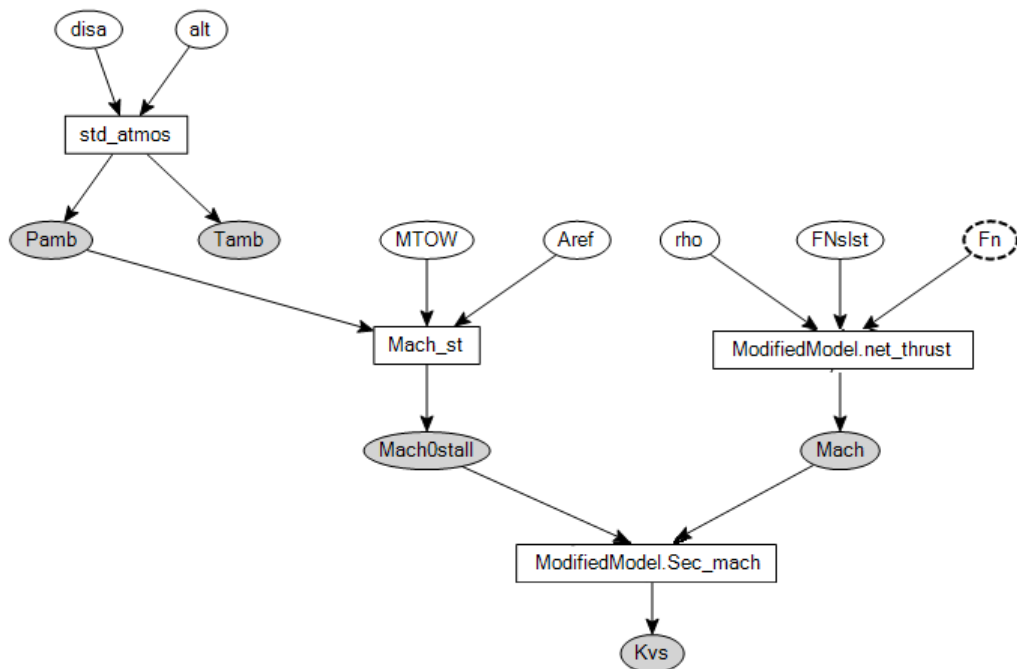 disa
alt
std_atmos
Pamb
Tamb
MTOW
Aref
rho
FNslst
Fn
Mach_st
ModifiedModel.net_thrust
Mach0stall
Mach
ModifiedModel.Sec_mach
Kvs